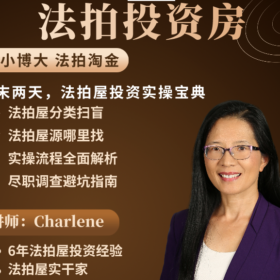 法拍投资房
小博大 法拍淘金
末两天，法拍屋投资实操宝典
法拍屋分类扫盲
法拍屋源哪里找
实操流程全面解析
尽职调查避坑指南
讲师：Charlene
6年法拍屋投资经验
法拍屋实干家